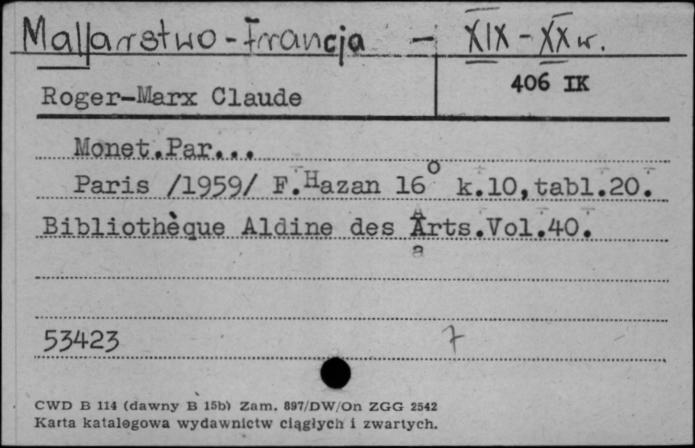 Mallarstwo - Francja - XIX - XX w.
406 IK
Roger-Marx Claude
Monet.Par...
Paris /1959/ F.Hazan 16° k.10,tabl.20.
Bibliothèque Aldine des Arts.Vol.40.
a
53423 7
CWD B 114 (dawny B 15b) Zam. 897/DW/On ZGG 2542
Karta katalogowa wydawnictw ciągłych i zwartych.